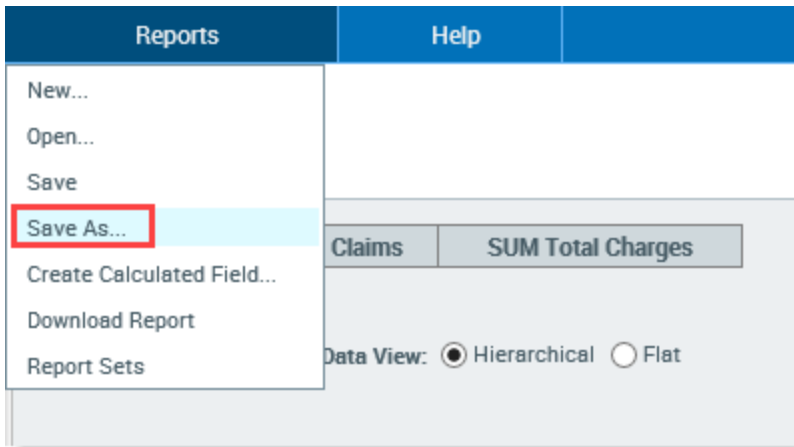 Reports Help
New...
Open...
Save
Save As...
Claims SUM Total Charges
Create Calculated Field...
Download Report
Data View: Hierarchical Flat
Report Sets